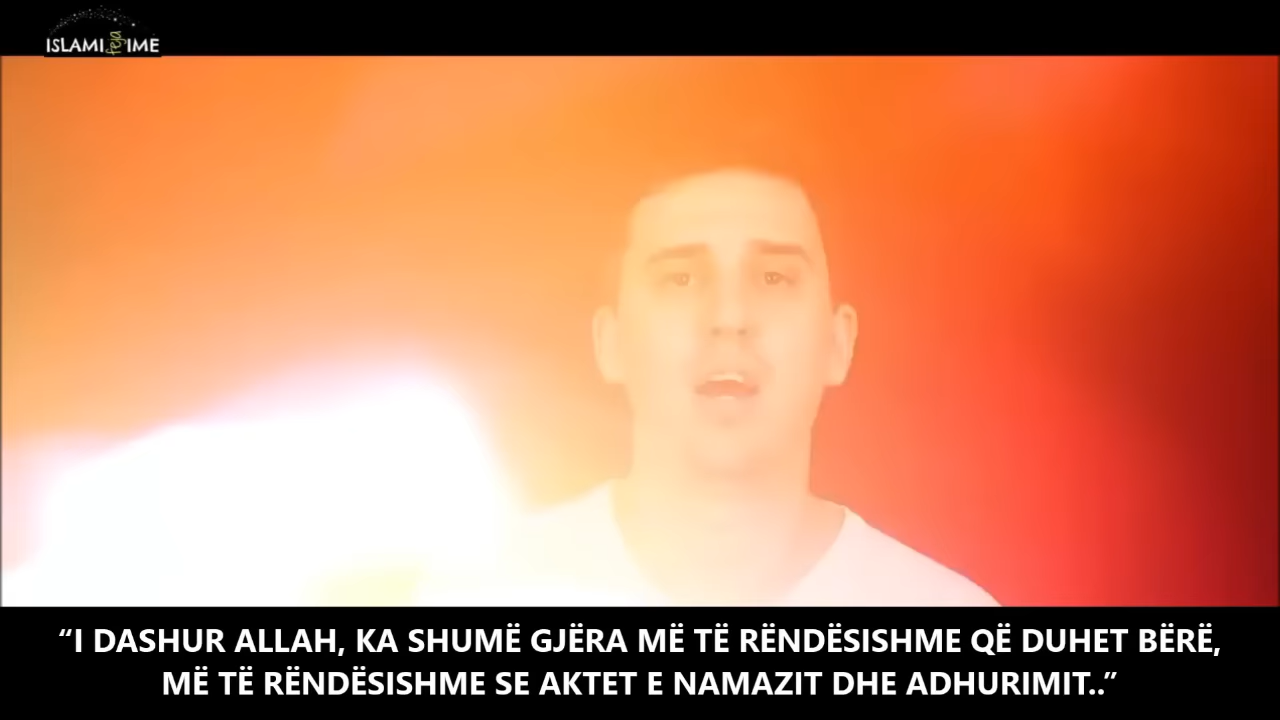 ISLAMI feja IME
“I DASHUR ALLAH, KA SHUMË GJËRA MË TË RËNDËSISHME QË DUHET BËRË,
MË TË RËNDËSISHME SE AKTET E NAMAZIT DHE ADHURIMIT..”